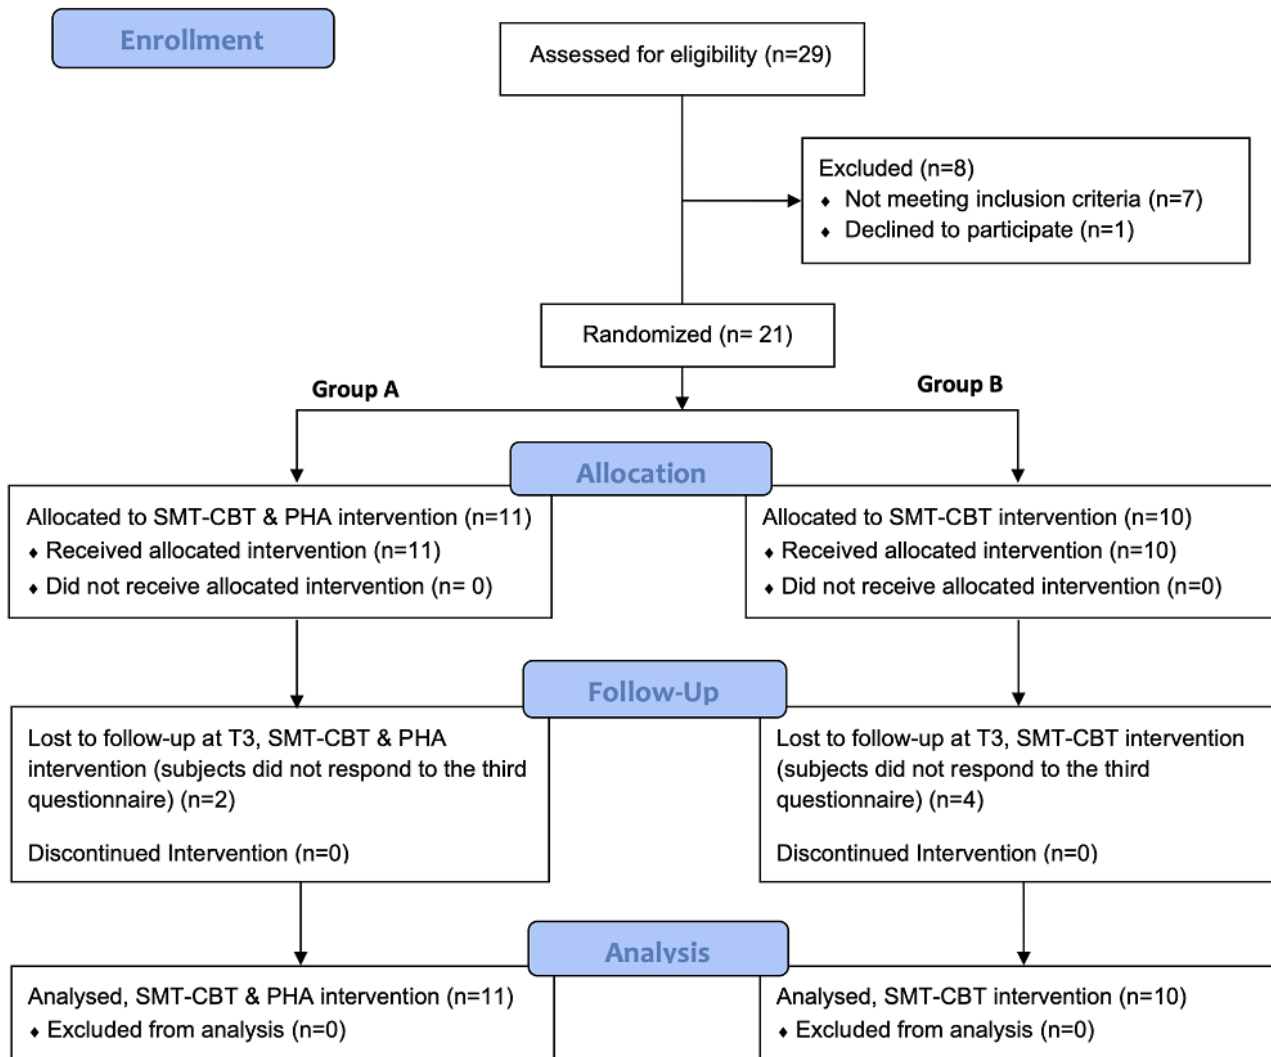 Enrollment
Assessed for eligibility (n=29)
Excluded (n=8)
⬧ Not meeting inclusion criteria (n=7)
⬧ Declined to participate (n=1)
Randomized (n= 21)
Group A
Group B
Allocation
Allocated to SMT-CBT & PHA intervention (n=11)
⬧ Received allocated intervention (n=11)
⬧ Did not receive allocated intervention (n= 0)
Allocated to SMT-CBT intervention (n=10)
⬧ Received allocated intervention (n=10)
⬧ Did not receive allocated intervention (n=0)
Follow-Up
Lost to follow-up at T3, SMT-CBT & PHA
intervention (subjects did not respond to the third
questionnaire) (n=2)
Discontinued Intervention (n=0)
Lost to follow-up at T3, SMT-CBT intervention
(subjects did not respond to the third
questionnaire) (n=4)
Discontinued Intervention (n=0)
Analysis
Analysed, SMT-CBT & PHA intervention (n=11)
⬧ Excluded from analysis (n=0)
Analysed, SMT-CBT intervention (n=10)
⬧ Excluded from analysis (n=0)